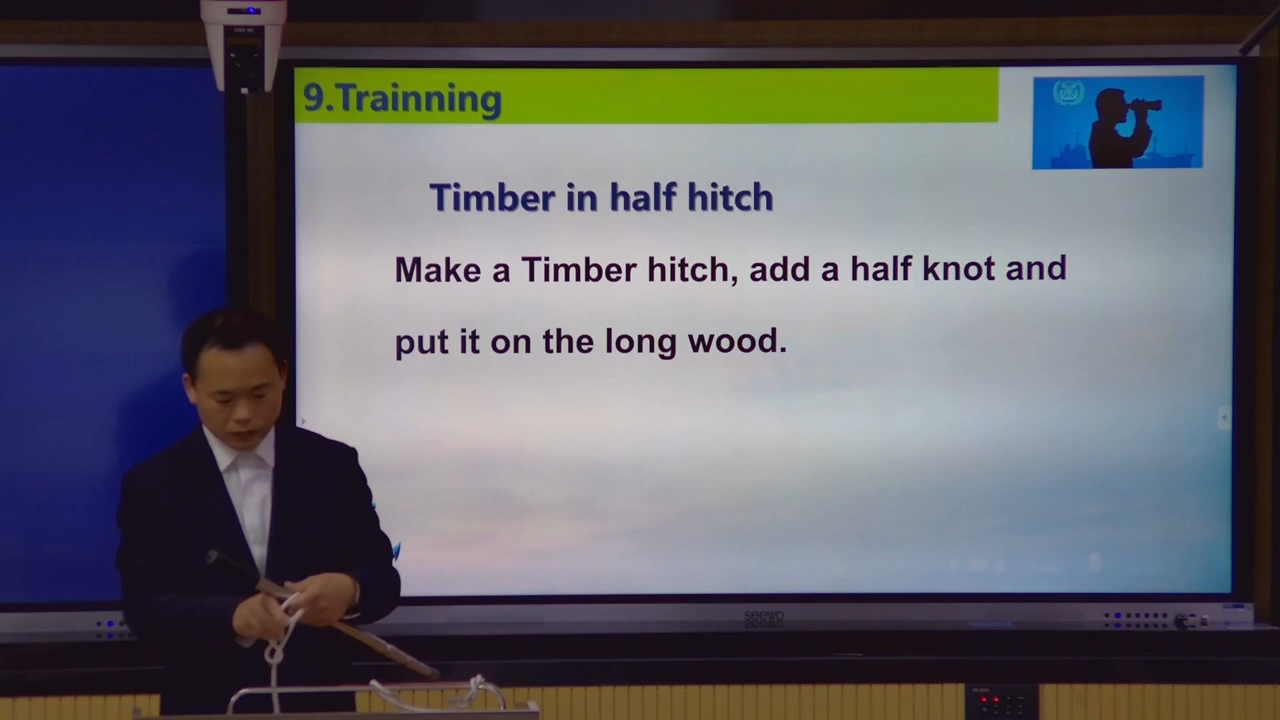 9.Trainning
Timber in half hitch
Make a Timber hitch, add a half knot and
put it on the long wood.
seewo